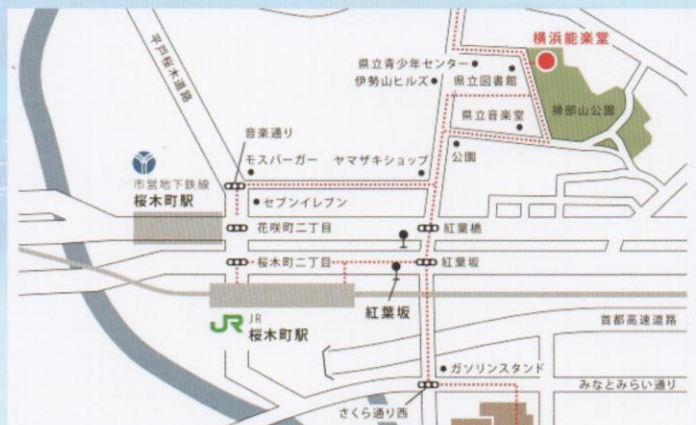 横浜能楽堂
県立青少年センター
伊勢山ヒルズ
県立図書館
掃部山公園
県立音楽堂
平戸桜木道路
音楽通り
モスバーガー
ヤマザキショップ
公園
市営地下鉄線
桜木町駅
セブンイレブン
花咲町二丁目
紅葉橋
桜木町二丁目
紅葉坂
紅葉坂
JR
JR
桜木町駅
首都高速道路
ガソリンスタンド
みなとみらい通り
さくら通り西